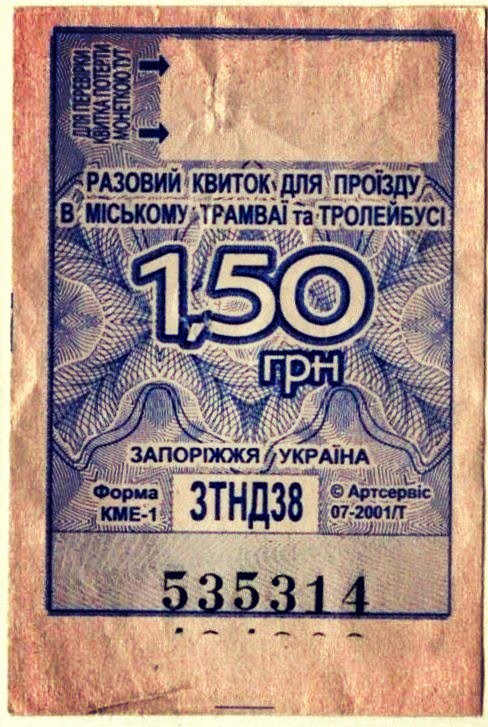 ДЛЯ ПЕРЕВІРКИ
КВИТКА ПОТЕРТИ
МОНЕТКОЮ ТУТ
РАЗОВИЙ КВИТОК ДЛЯ ПРОЇЗДУ
В МІСЬКОМУ ТРАМВАЇ та ТРОЛЕЙБУСІ
1,50
грн
ЗАПОРІЖЖЯ УКРАЇНА
Форма
КМЕ-1
ЗТНД38
© Артсервіс
07-2001/Т
535314